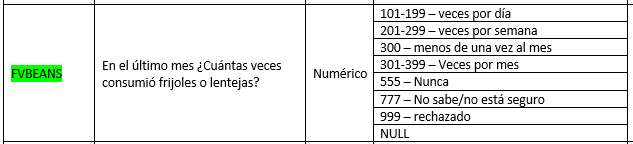 FVBEANS
En el último mes ¿Cuántas veces
consumió frijoles o lentejas?
Numérico
101-199 – veces por día
201-299 – veces por semana
300 – menos de una vez al mes
301-399 – Veces por mes
555 – Nunca
777 – No sabe/no está seguro
999 – rechazado
NULL